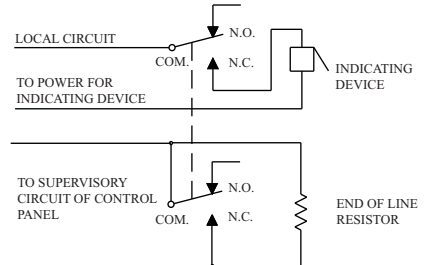 N.O.
LOCAL CIRCUIT
COM.
N.C.
TO POWER FOR
INDICATING DEVICE
INDICATING
DEVICE
TO SUPERVISORY
CIRCUIT OF CONTROL
PANEL
N.O.
COM.
N.C.
END OF LINE
RESISTOR